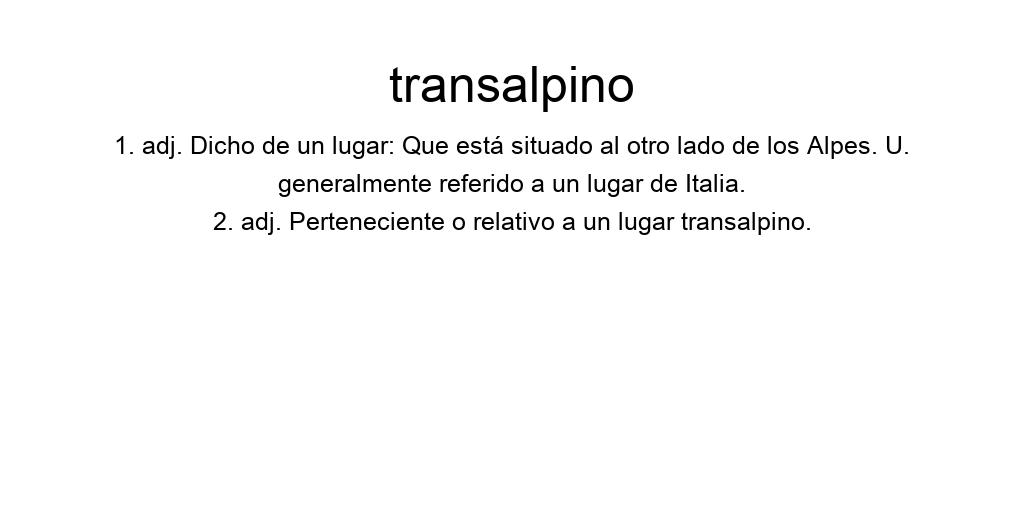 transalpino
1. adj. Dicho de un lugar: Que está situado al otro lado de los Alpes. U.
generalmente referido a un lugar de Italia.
2. adj. Perteneciente o relativo a un lugar transalpino.